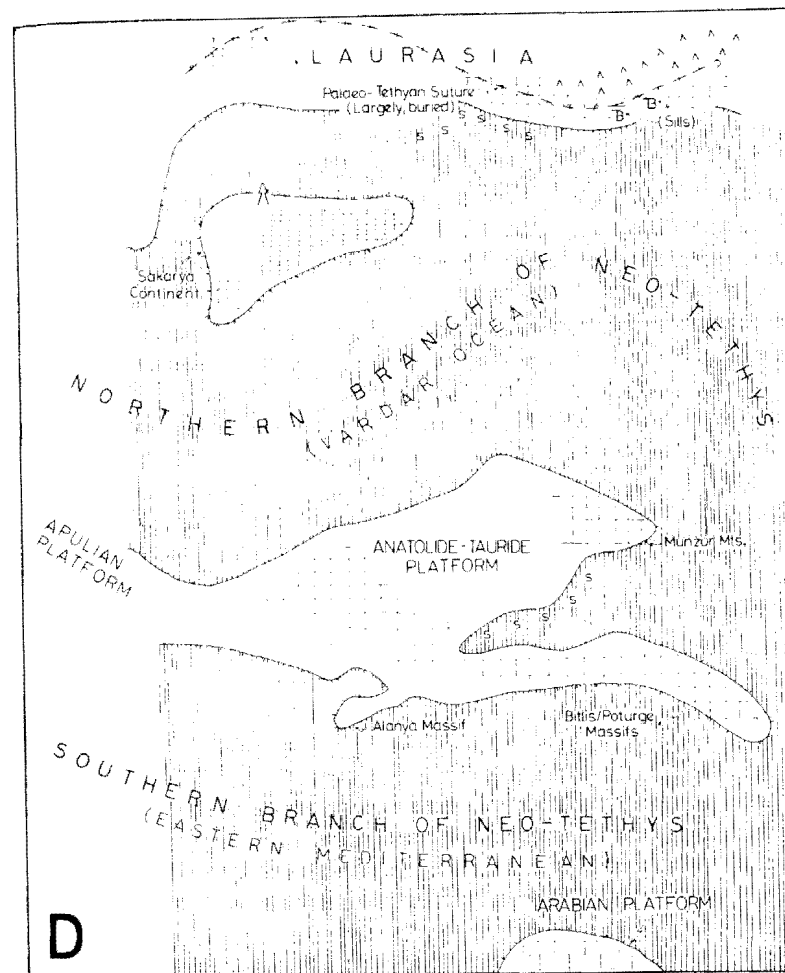 LAURASIA
Palaeo-Tethyan Suture
(Largely, buried)
S S S S S S
B B
(Sills)
Sakarya
Continent
NORTHERN BRANCH OF NEO-TETHYS
(VARDAR OCEAN)
APULIAN
PLATFORM
ANATOLIDE-TAURIDE
PLATFORM
Munzur Mts.
S
S
S
S
S
Alanya Massif
Bitlis/Poturge
Massifs
SOUTHERN BRANCH OF NEO-TETHYS
(EASTERN MEDITERRANEAN)
ARABIAN PLATFORM
D